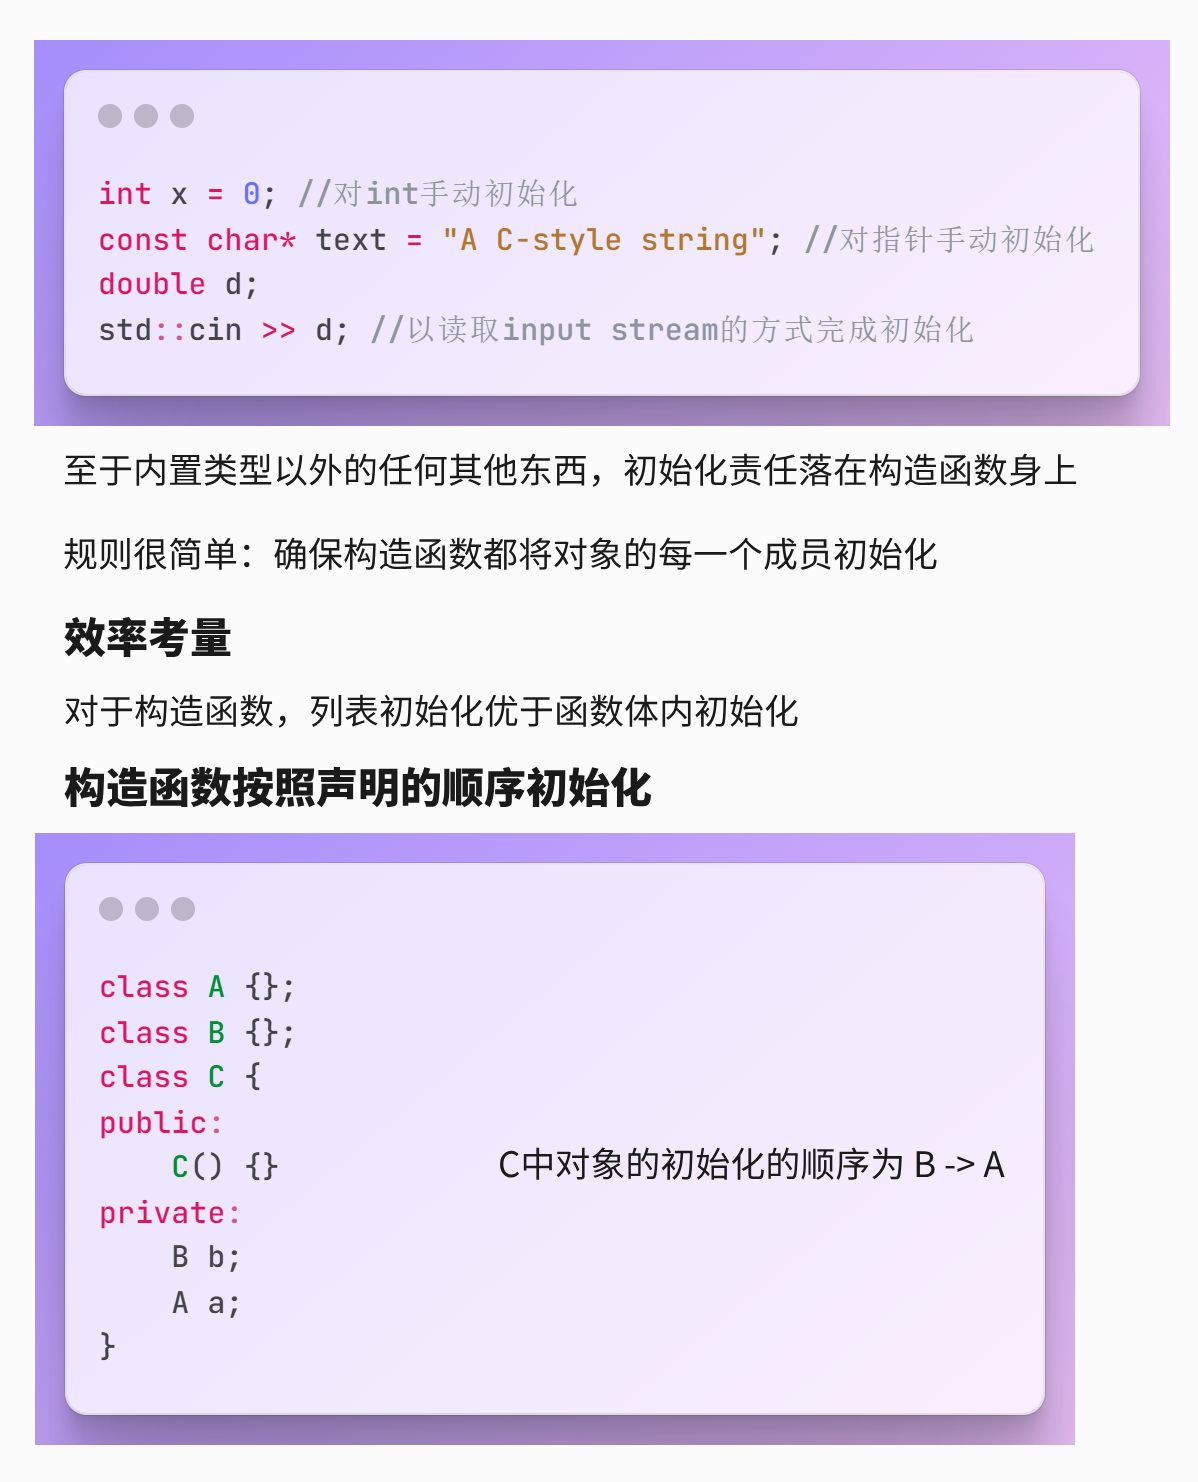 int x = 0; //对int手动初始化
const char* text = "A C-style string"; //对指针手动初始化
double d;
std::cin >> d; //以读取input stream的方式完成初始化
至于内置类型以外的任何其他东西，初始化责任落在构造函数身上
规则很简单：确保构造函数都将对象的每一个成员初始化
效率考量
对于构造函数，列表初始化优于函数体内初始化
构造函数按照声明的顺序初始化
class A {};
class B {};
class C {
public:
    C() {}
C中对象的初始化的顺序为 B -> A
private:
    B b;
    A a;
}